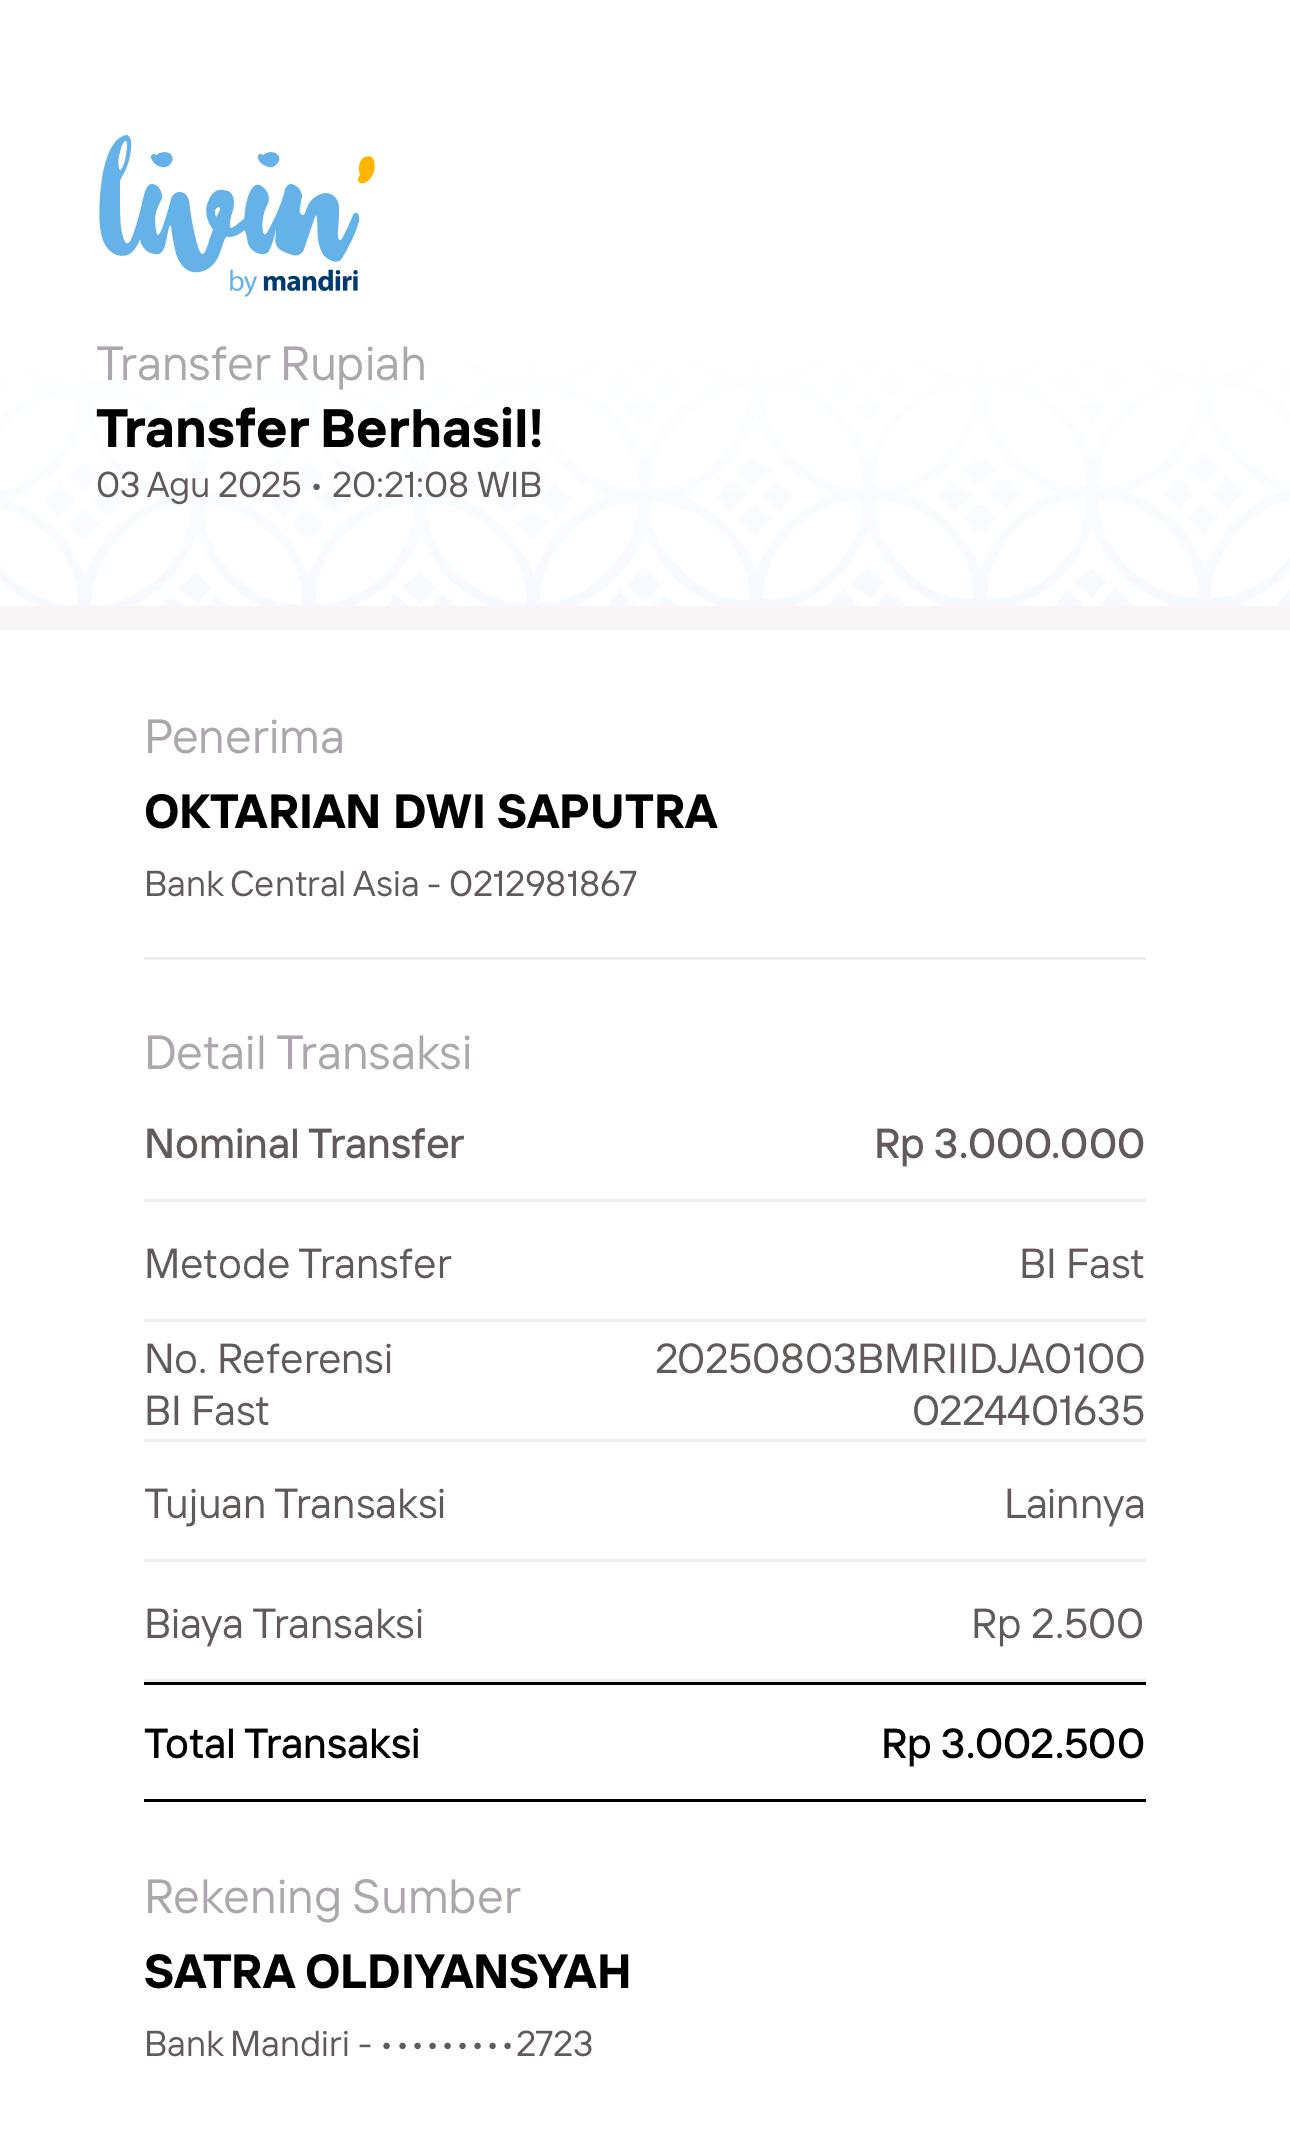 livin'
by mandiri
Transfer Rupiah
Transfer Berhasil!
03 Agu 2025 • 20:21:08 WIB
Penerima
OKTARIAN DWI SAPUTRA
Bank Central Asia - 0212981867
Detail Transaksi
Nominal Transfer Rp 3.000.000
Metode Transfer BI Fast
No. Referensi 20250803BMRIIDJA010O
BI Fast 0224401635
Tujuan Transaksi Lainnya
Biaya Transaksi Rp 2.500
Total Transaksi Rp 3.002.500
Rekening Sumber
SATRA OLDIYANSYAH
Bank Mandiri - •••••••••2723